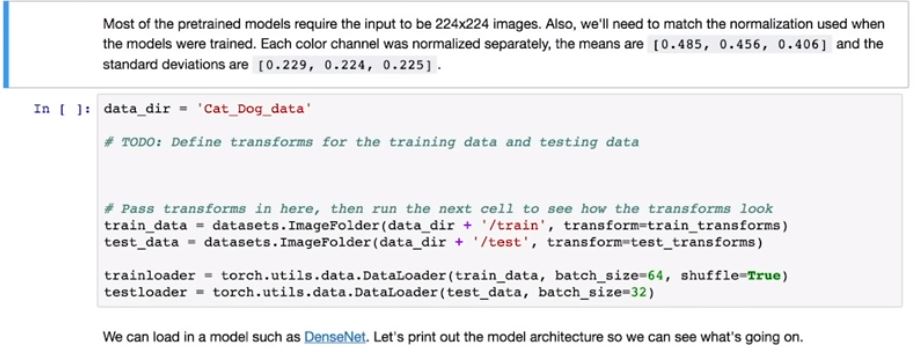 Most of the pretrained models require the input to be 224x224 images. Also, we'll need to match the normalization used when
the models were trained. Each color channel was normalized separately, the means are [0.485, 0.456, 0.406] and the
standard deviations are [0.229, 0.224, 0.225].
In [ ]: data_dir = 'Cat_Dog_data'
# TODO: Define transforms for the training data and testing data
# Pass transforms in here, then run the next cell to see how the transforms look
train_data = datasets.ImageFolder(data_dir + '/train', transform=train_transforms)
test_data = datasets.ImageFolder(data_dir + '/test', transform=test_transforms)
trainloader = torch.utils.data.DataLoader(train_data, batch_size=64, shuffle=True)
testloader = torch.utils.data.DataLoader(test_data, batch_size=32)
We can load in a model such as DenseNet. Let's print out the model architecture so we can see what's going on.